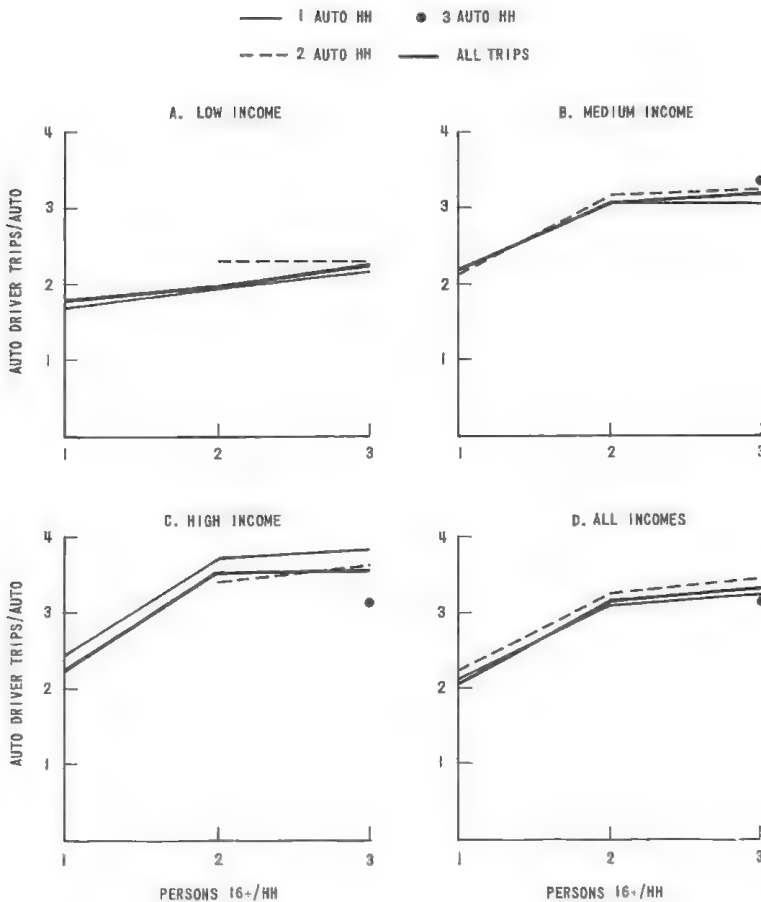 1 AUTO HH 3 AUTO HH
2 AUTO HH ALL TRIPS
A. LOW INCOME
B. MEDIUM INCOME
AUTO DRIVER TRIPS/AUTO
4
3
2
1
1 2 3
4
3
2
1
1 2 3
C. HIGH INCOME
D. ALL INCOMES
AUTO DRIVER TRIPS/AUTO
4
3
2
1
1 2 3
PERSONS 16+/HH
4
3
2
1
1 2 3
PERSONS 16+/HH